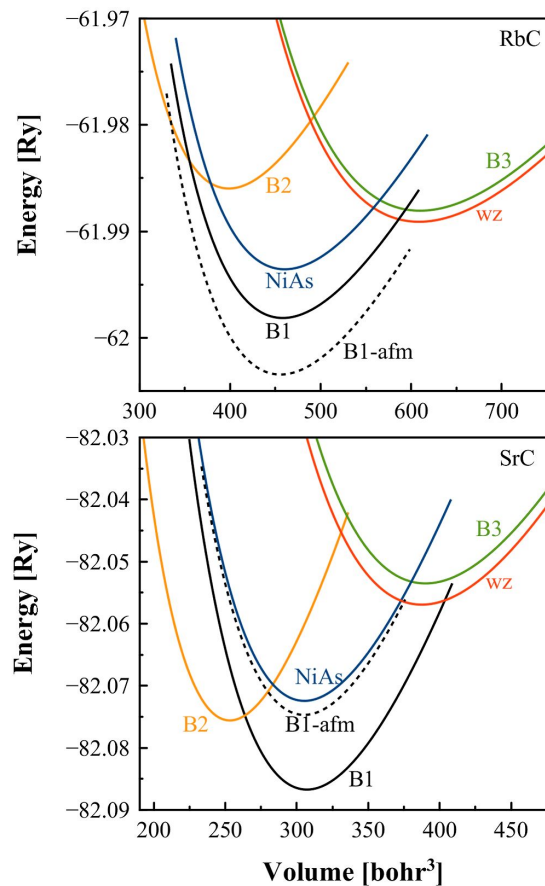 −61.97
RbC
−61.98
B3
B2
wz
−61.99
NiAs
B1
−62
B1-afm
300 400 500 600 700
Energy [Ry]
−82.03
SrC
−82.04
B3
−82.05
wz
−82.06
NiAs
−82.07
B2
B1-afm
−82.08
B1
−82.09
200 250 300 350 400 450
Energy [Ry]
Volume [bohr³]